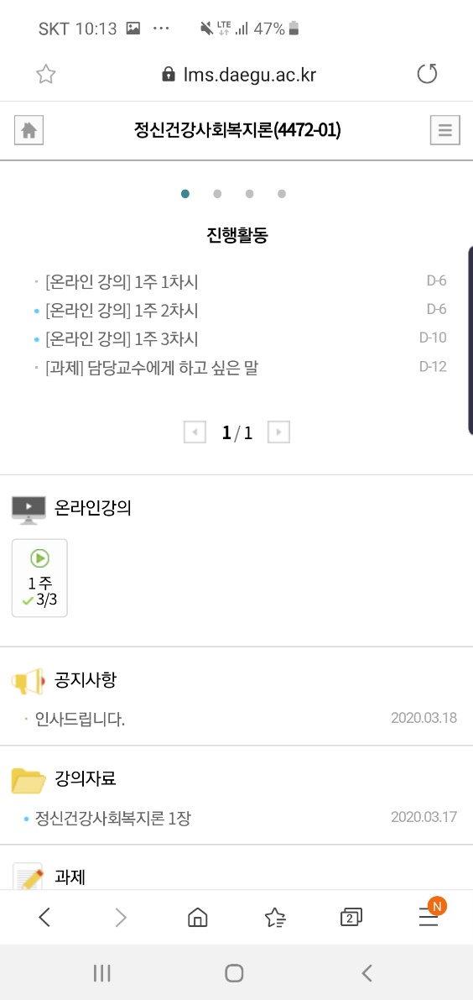 SKT 10:13 ··· LTE 47%
lms.daegu.ac.kr
정신건강사회복지론(4472-01)
진행활동
· [온라인 강의] 1주 1차시 D-6
• [온라인 강의] 1주 2차시 D-6
• [온라인 강의] 1주 3차시 D-10
· [과제] 담당교수에게 하고 싶은 말 D-12
1 / 1
온라인강의
1 주
3/3
공지사항
· 인사드립니다. 2020.03.18
강의자료
• 정신건강사회복지론 1장 2020.03.17
과제
2
N